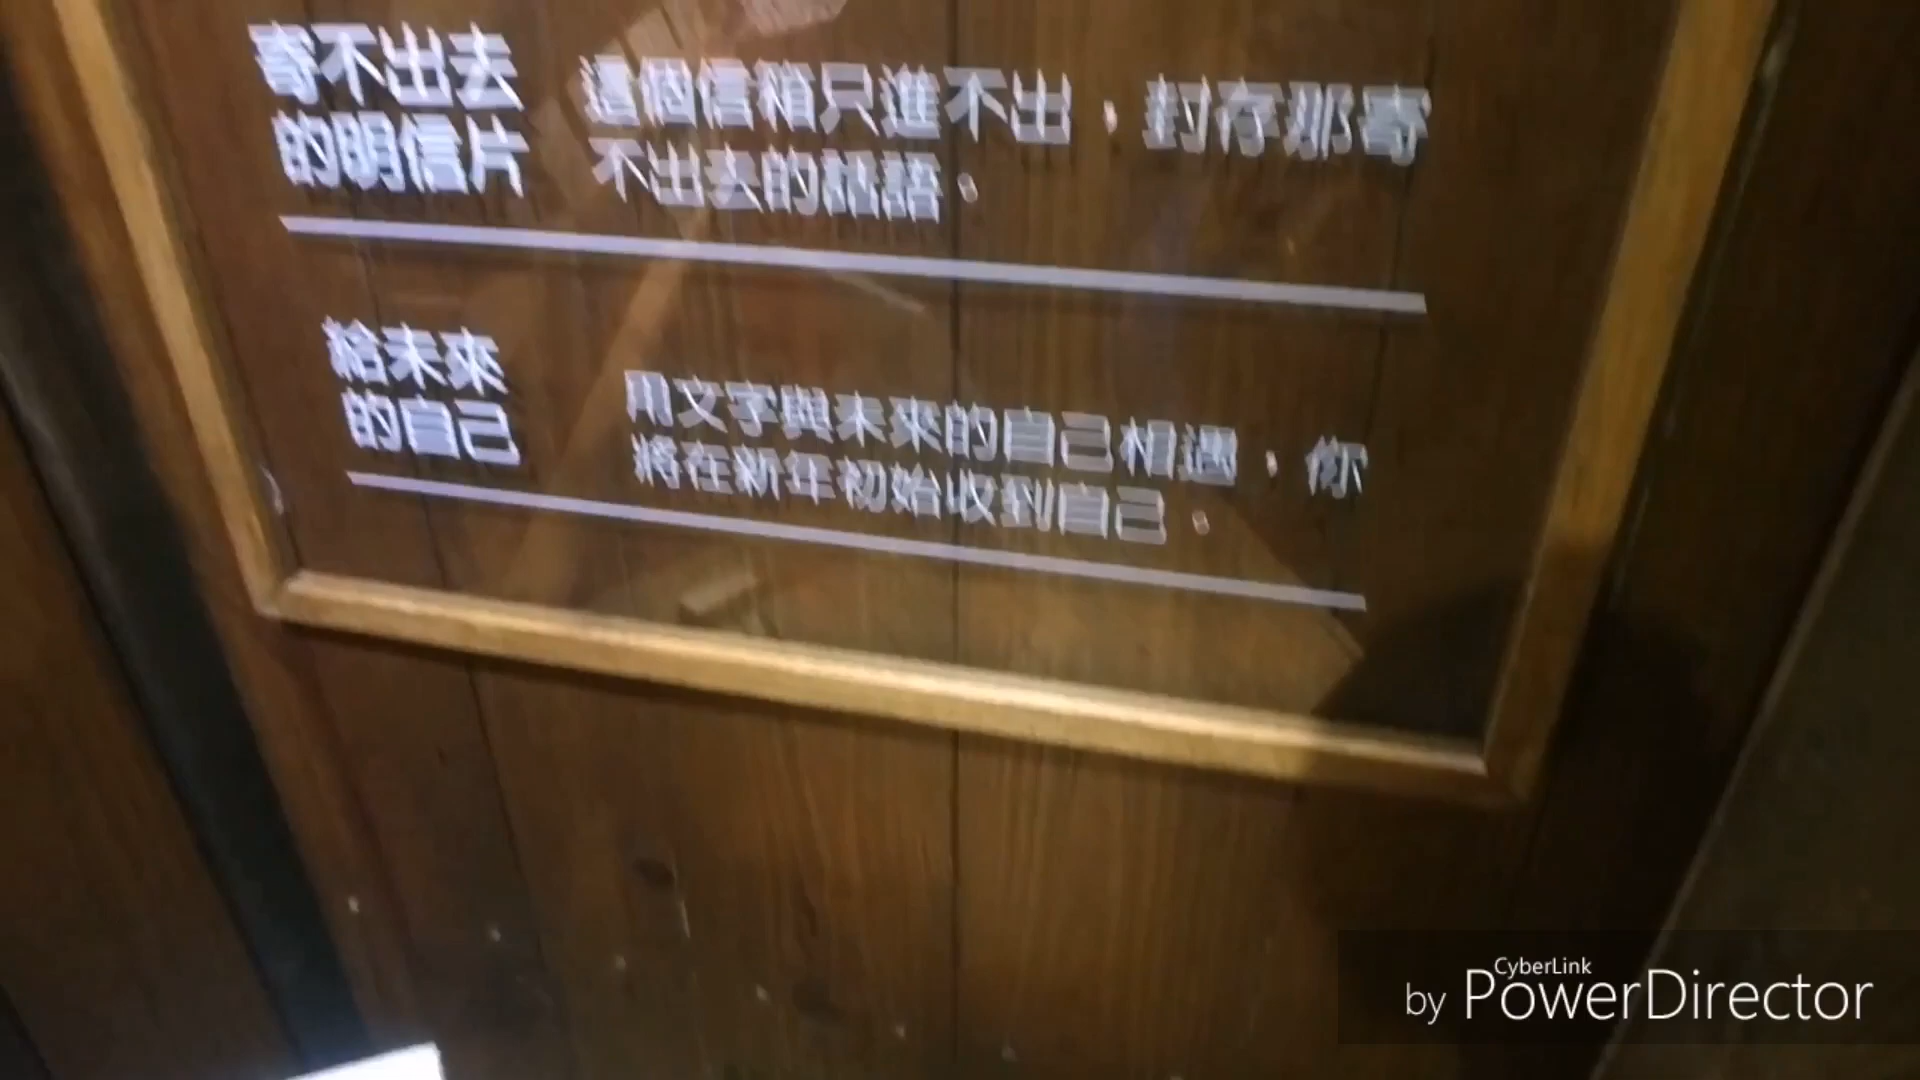 寄不出去
的明信片
這個信箱只進不出，封存那寄
不出去的話語。
給未來
的自己
用文字與未來的自己相遇，你
將在新年初始收到自己。
CyberLink
by PowerDirector